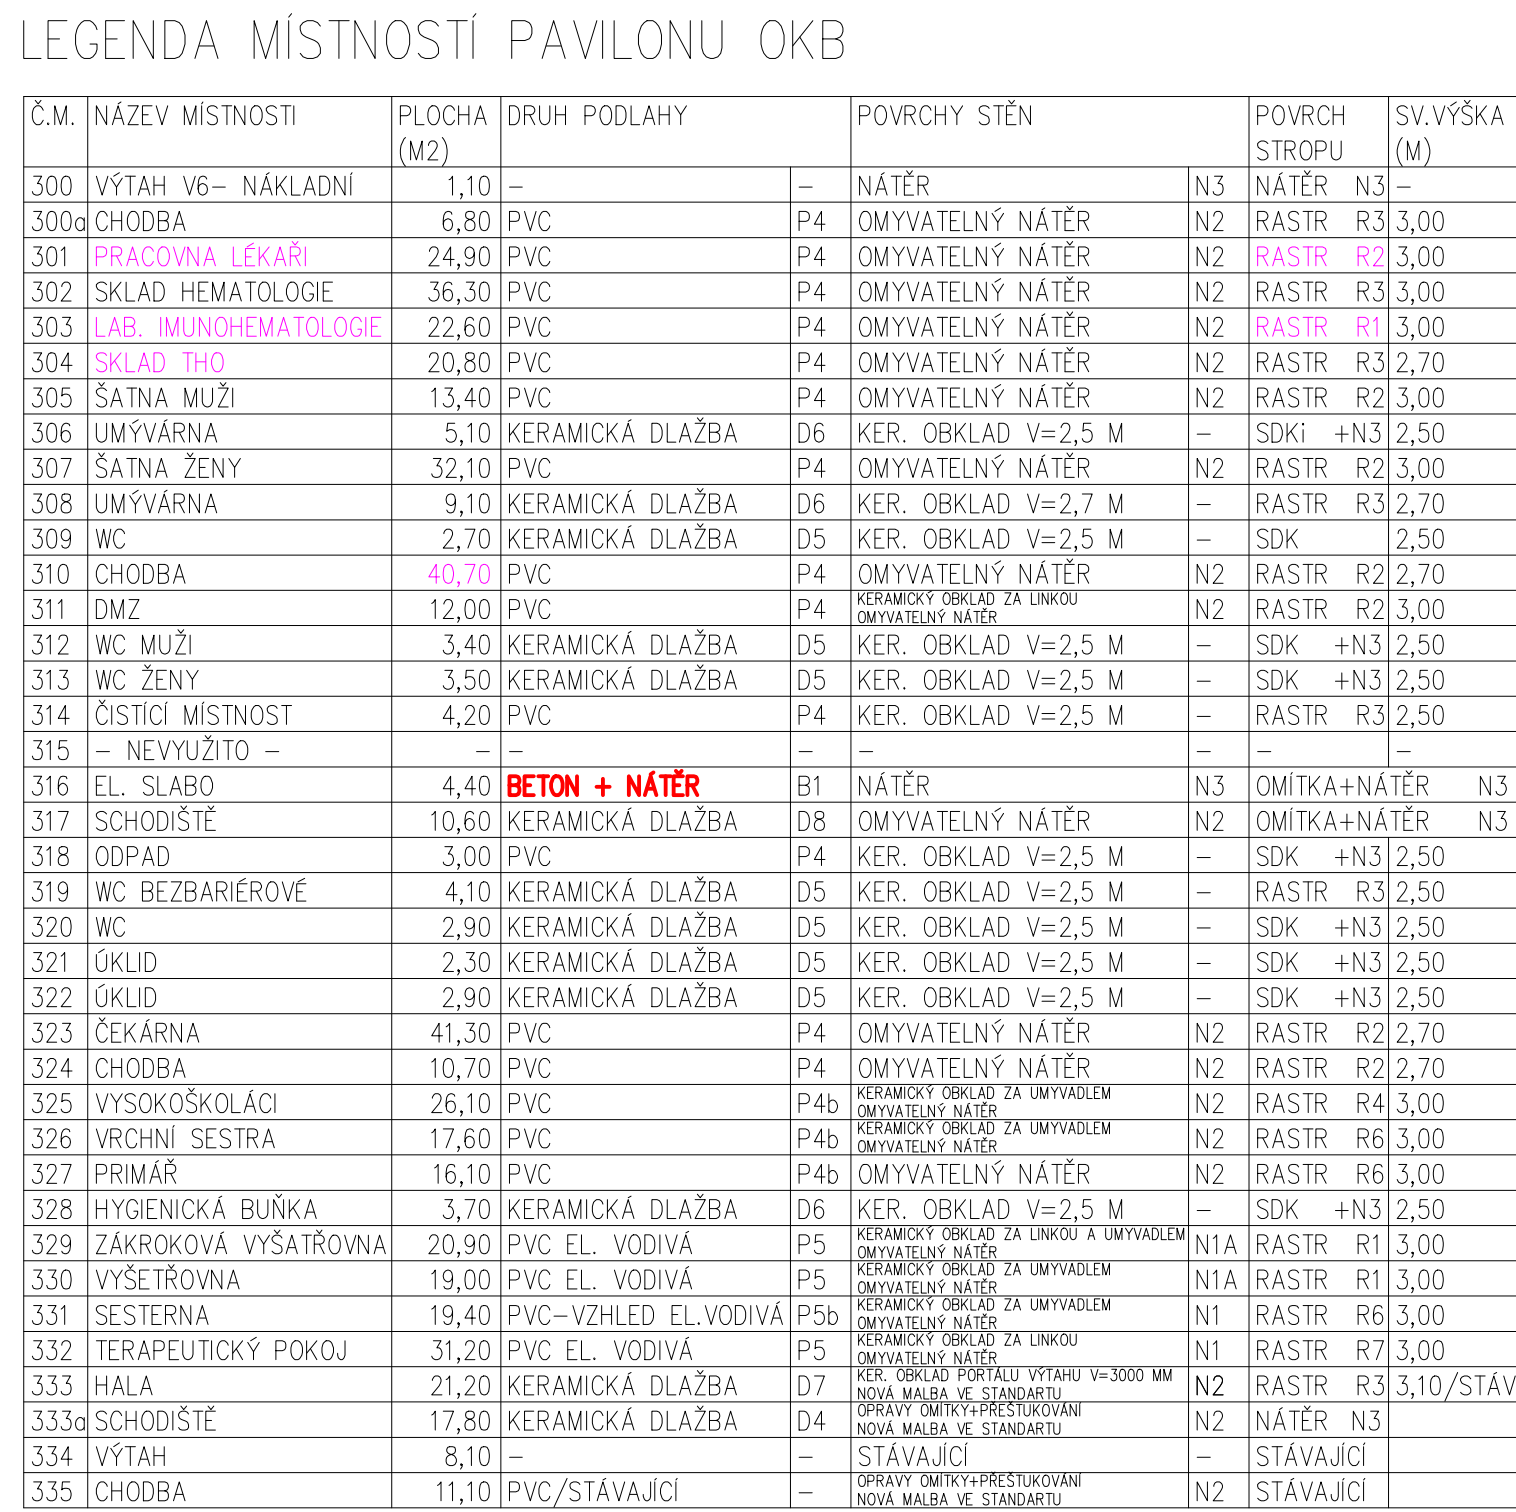 LEGENDA MÍSTNOSTÍ PAVILONU OKB
Č.M. NÁZEV MÍSTNOSTI PLOCHA (M2) DRUH PODLAHY POVRCHY STĚN POVRCH STROPU SV.VÝŠKA (M)
300 VÝTAH V6– NÁKLADNÍ 1,10 – – NÁTĚR N3 NÁTĚR N3 –
300a CHODBA 6,80 PVC P4 OMYVATELNÝ NÁTĚR N2 RASTR R3 3,00
301 PRACOVNA LÉKAŘI 24,90 PVC P4 OMYVATELNÝ NÁTĚR N2 RASTR R2 3,00
302 SKLAD HEMATOLOGIE 36,30 PVC P4 OMYVATELNÝ NÁTĚR N2 RASTR R3 3,00
303 LAB. IMUNOHEMATOLOGIE 22,60 PVC P4 OMYVATELNÝ NÁTĚR N2 RASTR R1 3,00
304 SKLAD THO 20,80 PVC P4 OMYVATELNÝ NÁTĚR N2 RASTR R3 2,70
305 ŠATNA MUŽI 13,40 PVC P4 OMYVATELNÝ NÁTĚR N2 RASTR R2 3,00
306 UMÝVÁRNA 5,10 KERAMICKÁ DLAŽBA D6 KER. OBKLAD V=2,5 M – SDKi +N3 2,50
307 ŠATNA ŽENY 32,10 PVC P4 OMYVATELNÝ NÁTĚR N2 RASTR R2 3,00
308 UMÝVÁRNA 9,10 KERAMICKÁ DLAŽBA D6 KER. OBKLAD V=2,7 M – RASTR R3 2,70
309 WC 2,70 KERAMICKÁ DLAŽBA D5 KER. OBKLAD V=2,5 M – SDK 2,50
310 CHODBA 40,70 PVC P4 OMYVATELNÝ NÁTĚR N2 RASTR R2 2,70
311 DMZ 12,00 PVC P4 KERAMICKÝ OBKLAD ZA LINKOU OMYVATELNÝ NÁTĚR N2 RASTR R2 3,00
312 WC MUŽI 3,40 KERAMICKÁ DLAŽBA D5 KER. OBKLAD V=2,5 M – SDK +N3 2,50
313 WC ŽENY 3,50 KERAMICKÁ DLAŽBA D5 KER. OBKLAD V=2,5 M – SDK +N3 2,50
314 ČISTÍCÍ MÍSTNOST 4,20 PVC P4 KER. OBKLAD V=2,5 M – RASTR R3 2,50
315 – NEVYUŽITO – – – – – – – –
316 EL. SLABO 4,40 BETON + NÁTĚR B1 NÁTĚR N3 OMÍTKA+NÁTĚR N3
317 SCHODIŠTĚ 10,60 KERAMICKÁ DLAŽBA D8 OMYVATELNÝ NÁTĚR N2 OMÍTKA+NÁTĚR N3
318 ODPAD 3,00 PVC P4 KER. OBKLAD V=2,5 M – SDK +N3 2,50
319 WC BEZBARIÉROVÉ 4,10 KERAMICKÁ DLAŽBA D5 KER. OBKLAD V=2,5 M – RASTR R3 2,50
320 WC 2,90 KERAMICKÁ DLAŽBA D5 KER. OBKLAD V=2,5 M – SDK +N3 2,50
321 ÚKLID 2,30 KERAMICKÁ DLAŽBA D5 KER. OBKLAD V=2,5 M – SDK +N3 2,50
322 ÚKLID 2,90 KERAMICKÁ DLAŽBA D5 KER. OBKLAD V=2,5 M – SDK +N3 2,50
323 ČEKÁRNA 41,30 PVC P4 OMYVATELNÝ NÁTĚR N2 RASTR R2 2,70
324 CHODBA 10,70 PVC P4 OMYVATELNÝ NÁTĚR N2 RASTR R2 2,70
325 VYSOKOŠKOLÁCI 26,10 PVC P4b KERAMICKÝ OBKLAD ZA UMYVADLEM OMYVATELNÝ NÁTĚR N2 RASTR R4 3,00
326 VRCHNÍ SESTRA 17,60 PVC P4b KERAMICKÝ OBKLAD ZA UMYVADLEM OMYVATELNÝ NÁTĚR N2 RASTR R6 3,00
327 PRIMÁŘ 16,10 PVC P4b OMYVATELNÝ NÁTĚR N2 RASTR R6 3,00
328 HYGIENICKÁ BUŇKA 3,70 KERAMICKÁ DLAŽBA D6 KER. OBKLAD V=2,5 M – SDK +N3 2,50
329 ZÁKROKOVÁ VYŠATŘOVNA 20,90 PVC EL. VODIVÁ P5 KERAMICKÝ OBKLAD ZA LINKOU A UMYVADLEM OMYVATELNÝ NÁTĚR N1A RASTR R1 3,00
330 VYŠETŘOVNA 19,00 PVC EL. VODIVÁ P5 KERAMICKÝ OBKLAD ZA UMYVADLEM OMYVATELNÝ NÁTĚR N1A RASTR R1 3,00
331 SESTERNA 19,40 PVC–VZHLED EL.VODIVÁ P5b KERAMICKÝ OBKLAD ZA UMYVADLEM OMYVATELNÝ NÁTĚR N1 RASTR R6 3,00
332 TERAPEUTICKÝ POKOJ 31,20 PVC EL. VODIVÁ P5 KERAMICKÝ OBKLAD ZA LINKOU OMYVATELNÝ NÁTĚR N1 RASTR R7 3,00
333 HALA 21,20 KERAMICKÁ DLAŽBA D7 KER. OBKLAD PORTÁLU VÝTAHU V=3000 MM NOVÁ MALBA VE STANDARTU N2 RASTR R3 3,10/STÁV
333a SCHODIŠTĚ 17,80 KERAMICKÁ DLAŽBA D4 OPRAVY OMÍTKY+PŘEŠTUKOVÁNÍ NOVÁ MALBA VE STANDARTU N2 NÁTĚR N3
334 VÝTAH 8,10 – – STÁVAJÍCÍ – STÁVAJÍCÍ
335 CHODBA 11,10 PVC/STÁVAJÍCÍ – OPRAVY OMÍTKY+PŘEŠTUKOVÁNÍ NOVÁ MALBA VE STANDARTU N2 STÁVAJÍCÍ